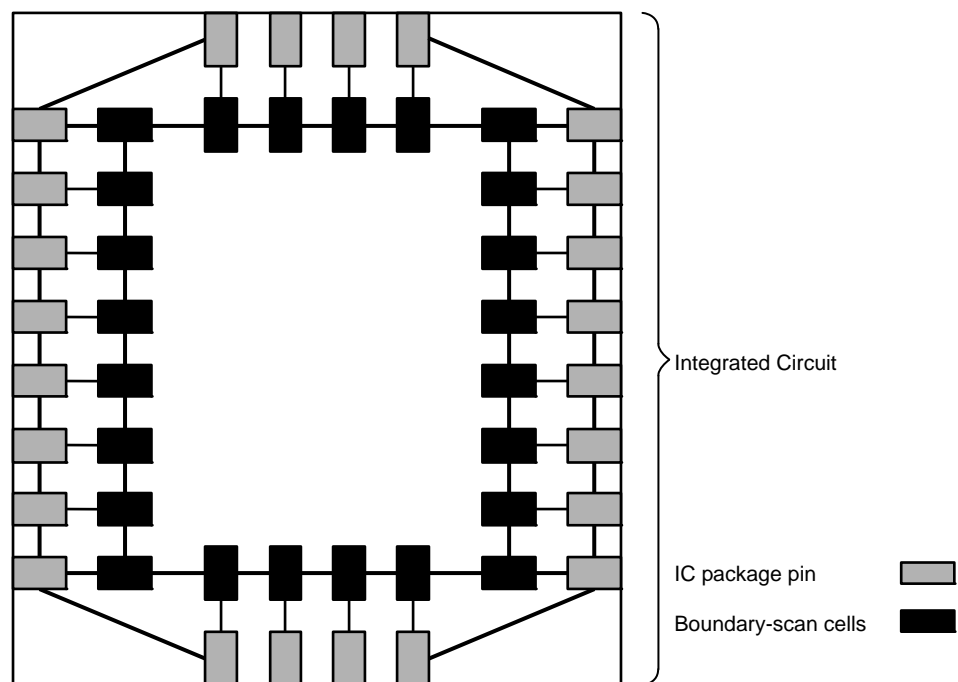 Integrated Circuit
IC package pin
Boundary-scan cells